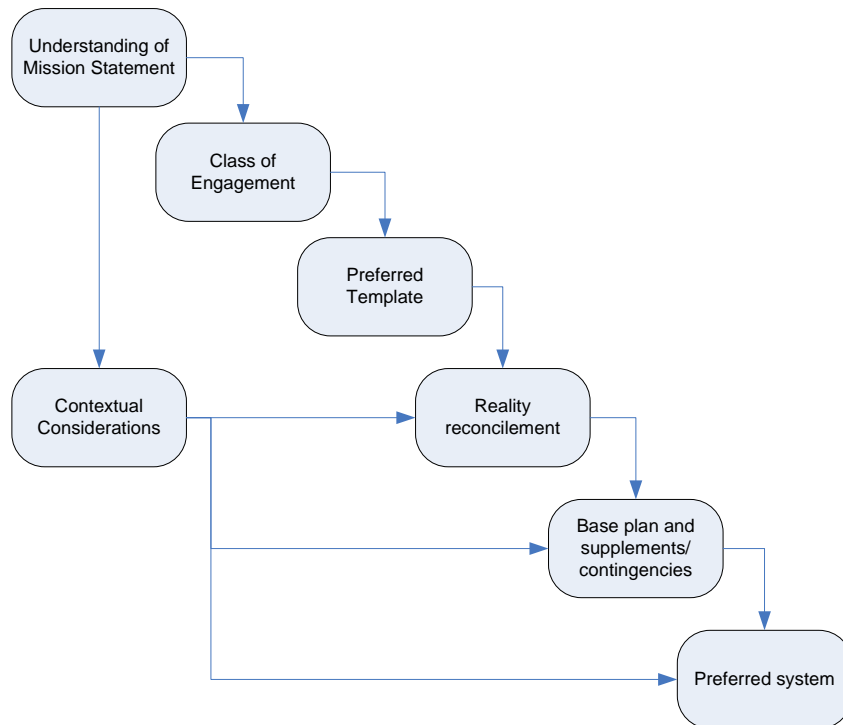 Understanding of
Mission Statement
Class of
Engagement
Preferred
Template
Contextual
Considerations
Reality
reconcilement
Base plan and
supplements/
contingencies
Preferred system